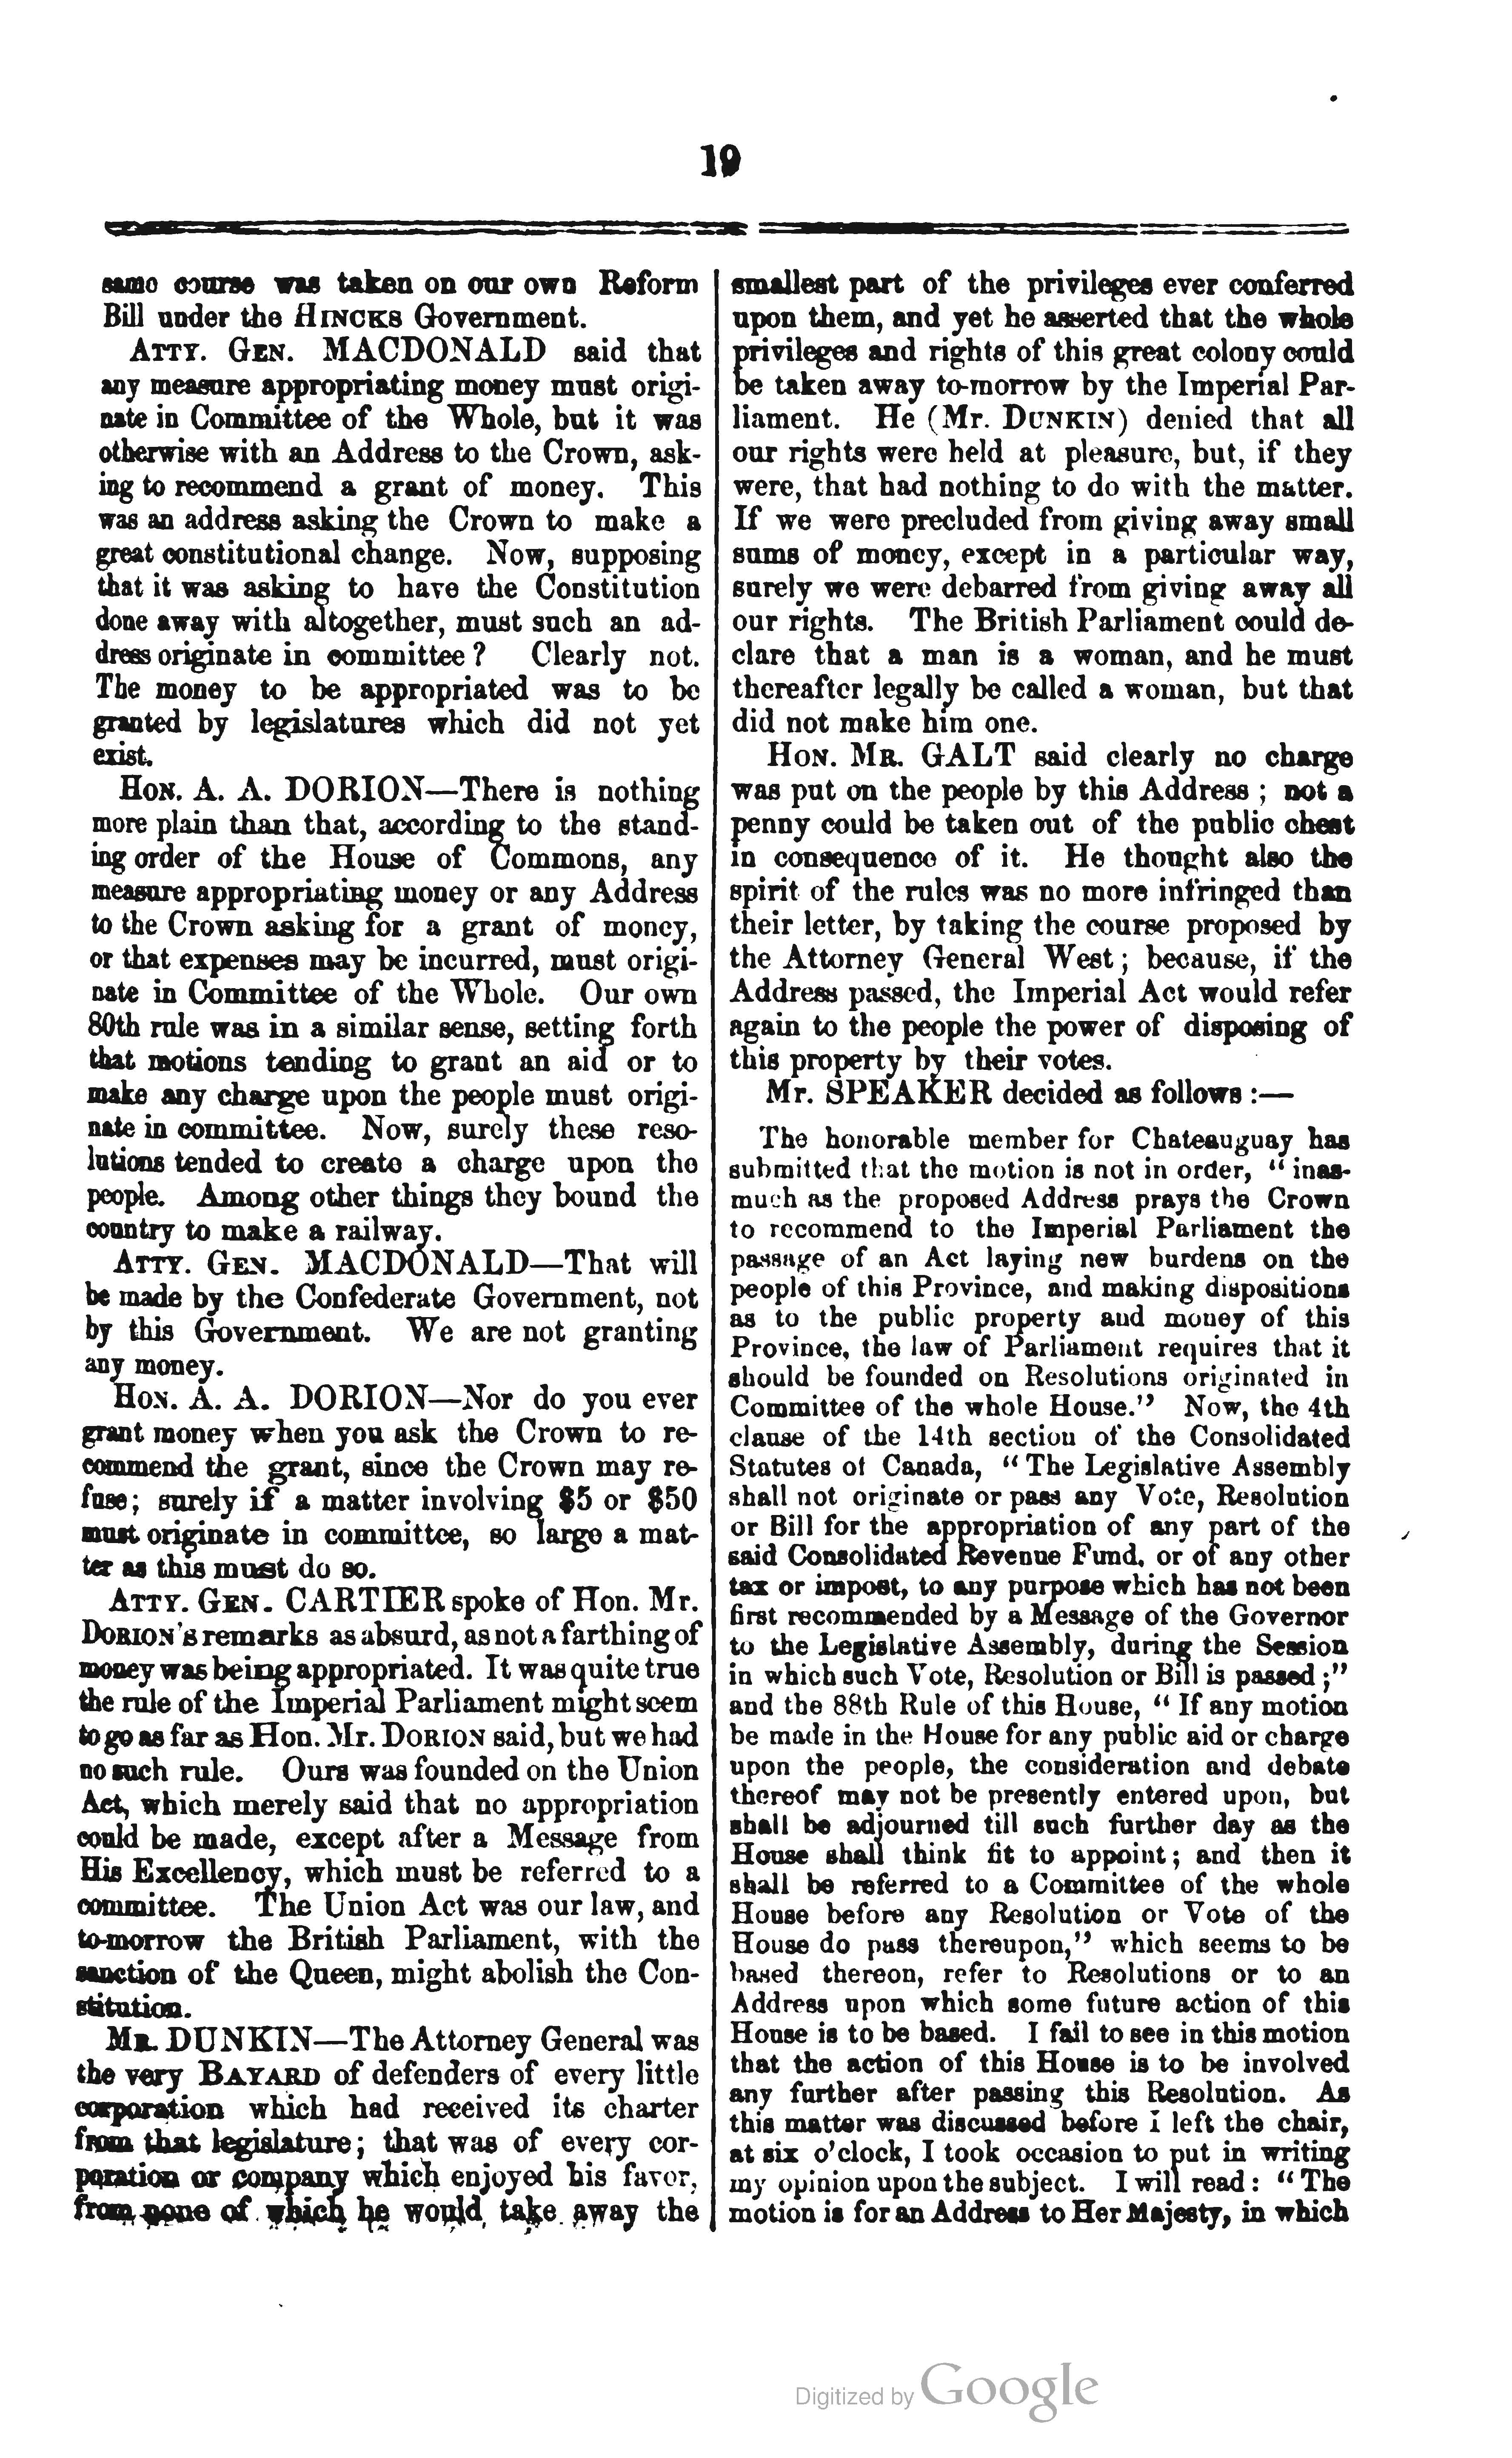 19
same course was taken on our own Reform
Bill under the HINCKS Government.
ATTY. GEN. MACDONALD said that
any measure appropriating money must origi-
nate in Committee of the Whole, but it was
otherwise with an Address to the Crown, ask-
ing to recommend a grant of money. This
was an address asking the Crown to make a
great constitutional change. Now, supposing
that it was asking to have the Constitution
done away with altogether, must such an ad-
dress originate in committee? Clearly not.
The money to be appropriated was to be
granted by legislatures which did not yet
exist.
HON. A. A. DORION—There is nothing
more plain than that, according to the stand-
ing order of the House of Commons, any
measure appropriating money or any Address
to the Crown asking for a grant of money,
or that expenses may be incurred, must origi-
nate in Committee of the Whole. Our own
80th rule was in a similar sense, setting forth
that motions tending to grant an aid or to
make any charge upon the people must origi-
nate in committee. Now, surely these reso-
lutions tended to create a charge upon the
people. Among other things they bound the
country to make a railway.
ATTY. GEN. MACDONALD—That will
be made by the Confederate Government, not
by this Government. We are not granting
any money.
HON. A. A. DORION—Nor do you ever
grant money when you ask the Crown to re-
commend the grant, since the Crown may re-
fuse; surely if a matter involving $5 or $50
must originate in committee, so large a mat-
ter as this must do so.
ATTY. GEN. CARTIER spoke of Hon. Mr.
DORION's remarks as absurd, as not a farthing of
money was being appropriated. It was quite true
the rule of the Imperial Parliament might seem
to go as far as Hon. Mr. DORION said, but we had
no such rule. Ours was founded on the Union
Act, which merely said that no appropriation
could be made, except after a Message from
His Excellency, which must be referred to a
committee. The Union Act was our law, and
to-morrow the British Parliament, with the
sanction of the Queen, might abolish the Con-
stitution.
MR. DUNKIN—The Attorney General was
the very BAYARD of defenders of every little
corporation which had received its charter
from that legislature; that was of every cor-
poration or company which enjoyed his favor,
from none of which he would take away the
smallest part of the privileges ever conferred
upon them, and yet he asserted that the whole
privileges and rights of this great colony could
be taken away to-morrow by the Imperial Par-
liament. He (Mr. DUNKIN) denied that all
our rights were held at pleasure, but, if they
were, that had nothing to do with the matter.
If we were precluded from giving away small
sums of money, except in a particular way,
surely we were debarred from giving away all
our rights. The British Parliament could de-
clare that a man is a woman, and he must
thereafter legally be called a woman, but that
did not make him one.
HON. MR. GALT said clearly no charge
was put on the people by this Address; not a
penny could be taken out of the public chest
in consequence of it. He thought also the
spirit of the rules was no more infringed than
their letter, by taking the course proposed by
the Attorney General West; because, if the
Address passed, the Imperial Act would refer
again to the people the power of disposing of
this property by their votes.
Mr. SPEAKER decided as follows:—
The honorable member for Chateauguay has
submitted that the motion is not in order, "inas-
much as the proposed Address prays the Crown
to recommend to the Imperial Parliament the
passage of an Act laying new burdens on the
people of this Province, and making dispositions
as to the public property and money of this
Province, the law of Parliament requires that it
should be founded on Resolutions originated in
Committee of the whole House." Now, the 4th
clause of the 14th section of the Consolidated
Statutes of Canada, "The Legislative Assembly
shall not originate or pass any Vote, Resolution
or Bill for the appropriation of any part of the
said Consolidated Revenue Fund, or of any other
tax or impost, to any purpose which has not been
first recommended by a Message of the Governor
to the Legislative Assembly, during the Session
in which such Vote, Resolution or Bill is passed;"
and the 88th Rule of this House, "If any motion
be made in the House for any public aid or charge
upon the people, the consideration and debate
thereof may not be presently entered upon, but
shall be adjourned till such further day as the
House shall think fit to appoint; and then it
shall be referred to a Committee of the whole
House before any Resolution or Vote of the
House do pass thereupon," which seems to be
based thereon, refer to Resolutions or to an
Address upon which some future action of this
House is to be based. I fail to see in this motion
that the action of this House is to be involved
any further after passing this Resolution. As
this matter was discussed before I left the chair,
at six o'clock, I took occasion to put in writing
my opinion upon the subject. I will read: "The
motion is for an Address to Her Majesty, in which
Digitized by Google